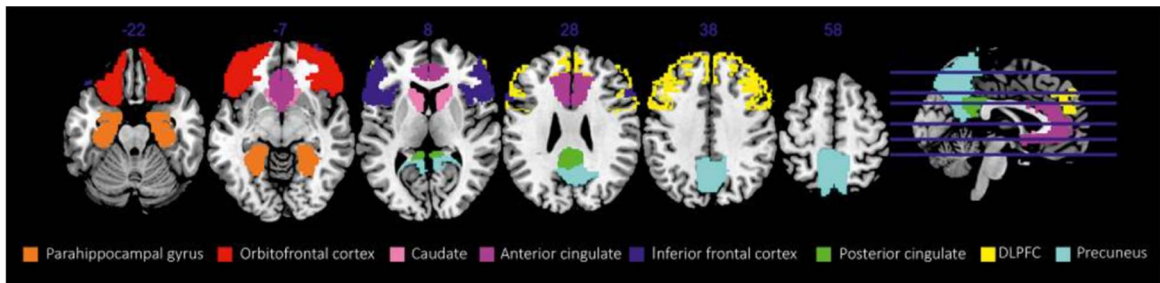 -22 -7 8 28 38 58
Parahippocampal gyrus Orbitofrontal cortex Caudate Anterior cingulate İnferior frontal cortex Posterior cingulate DLPFC Precuneus